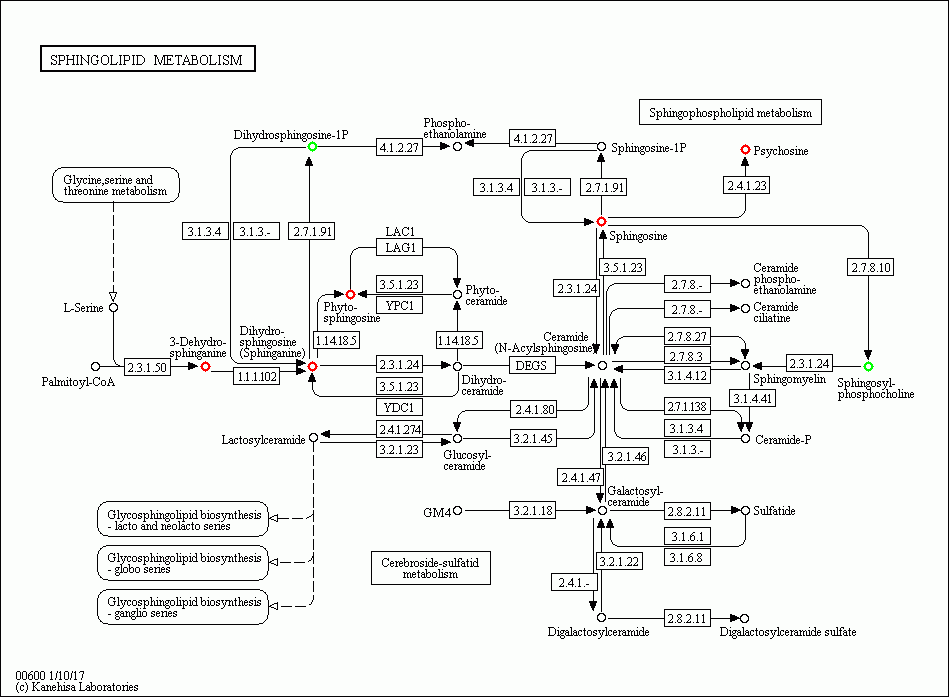 SPHINGOLIPID METABOLISM
Sphingophospholipid metabolism
Dihydrosphingosine-1P
Phospho-
ethanolamine
4.1.2.27
4.1.2.27
Sphingosine-1P
Psychosine
Glycine,serine and
threonine metabolism
3.1.3.4
3.1.3.-
2.7.1.91
2.4.1.23
3.1.3.4
3.1.3.-
2.7.1.91
LAC1
LAG1
Sphingosine
2.7.8.10
3.5.1.23
2.3.1.24
3.5.1.23
YPC1
Phyto-
sphingosine
Phyto-
ceramide
2.7.8.-
Ceramide
phospho-
ethanolamine
L-Serine
2.7.8.-
Ceramide
ciliatine
3-Dehydro-
sphinganine
Dihydro-
sphingosine
(Sphinganine)
1.14.18.5
1.14.18.5
Ceramide
(N-Acylsphingosine)
2.7.8.27
2.7.8.3
3.1.4.12
2.3.1.50
1.1.1.102
2.3.1.24
DEGS
2.3.1.24
Palmitoyl-CoA
3.5.1.23
YDC1
Dihydro-
ceramide
Sphingomyelin
Sphingosyl-
phosphocholine
3.1.4.41
2.4.1.80
2.7.1.138
Lactosylceramide
2.4.1.274
3.2.1.23
Glucosyl-
ceramide
3.2.1.45
3.1.3.4
3.1.3.-
Ceramide-P
3.2.1.46
2.4.1.47
Galactosyl-
ceramide
Glycosphingolipid biosynthesis
- lacto and neolacto series
GM4
3.2.1.18
2.8.2.11
Sulfatide
3.1.6.1
3.1.6.8
Glycosphingolipid biosynthesis
- globo series
Cerebroside-sulfatid
metabolism
3.2.1.22
2.4.1.-
Glycosphingolipid biosynthesis
- ganglio series
2.8.2.11
Digalactosylceramide
Digalactosylceramide sulfate
00600 1/10/17
(c) Kanehisa Laboratories